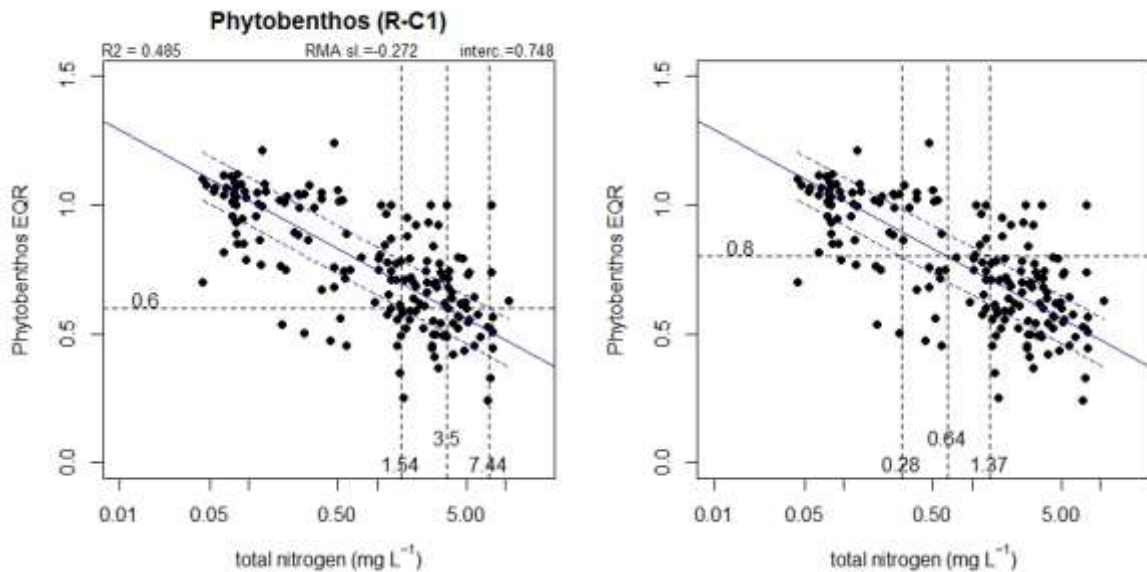 Phytobenthos (R-C1)
R2 = 0.485 RMA sl.=-0.272 interc.=0.748
Phytobenthos EQR
1.5
1.0
0.5
0.0
0.6
3.5
1.54 7.44
0.01 0.05 0.50 5.00
total nitrogen (mg L⁻¹)
Phytobenthos EQR
1.5
1.0
0.5
0.0
0.8
0.64
0.28 1.37
0.01 0.05 0.50 5.00
total nitrogen (mg L⁻¹)